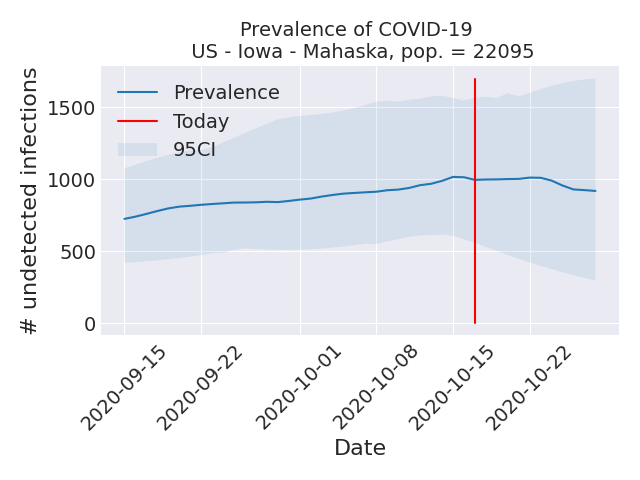 Prevalence of COVID-19
US - Iowa - Mahaska, pop. = 22095
# undetected infections
1500
1000
500
0
Prevalence
Today
95CI
2020-09-15
2020-09-22
2020-10-01
2020-10-08
2020-10-15
2020-10-22
Date